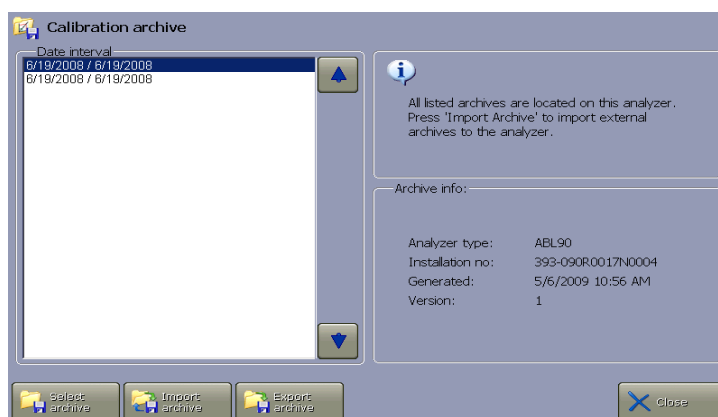 Calibration archive
Date interval
6/19/2008 / 6/19/2008
6/19/2008 / 6/19/2008
All listed archives are located on this analyzer.
Press 'Import Archive' to import external
archives to the analyzer.
Archive info:
Analyzer type: ABL90
Installation no: 393-090R0017N0004
Generated: 5/6/2009 10:56 AM
Version: 1
Select
archive
Import
archive
Export
archive
Close